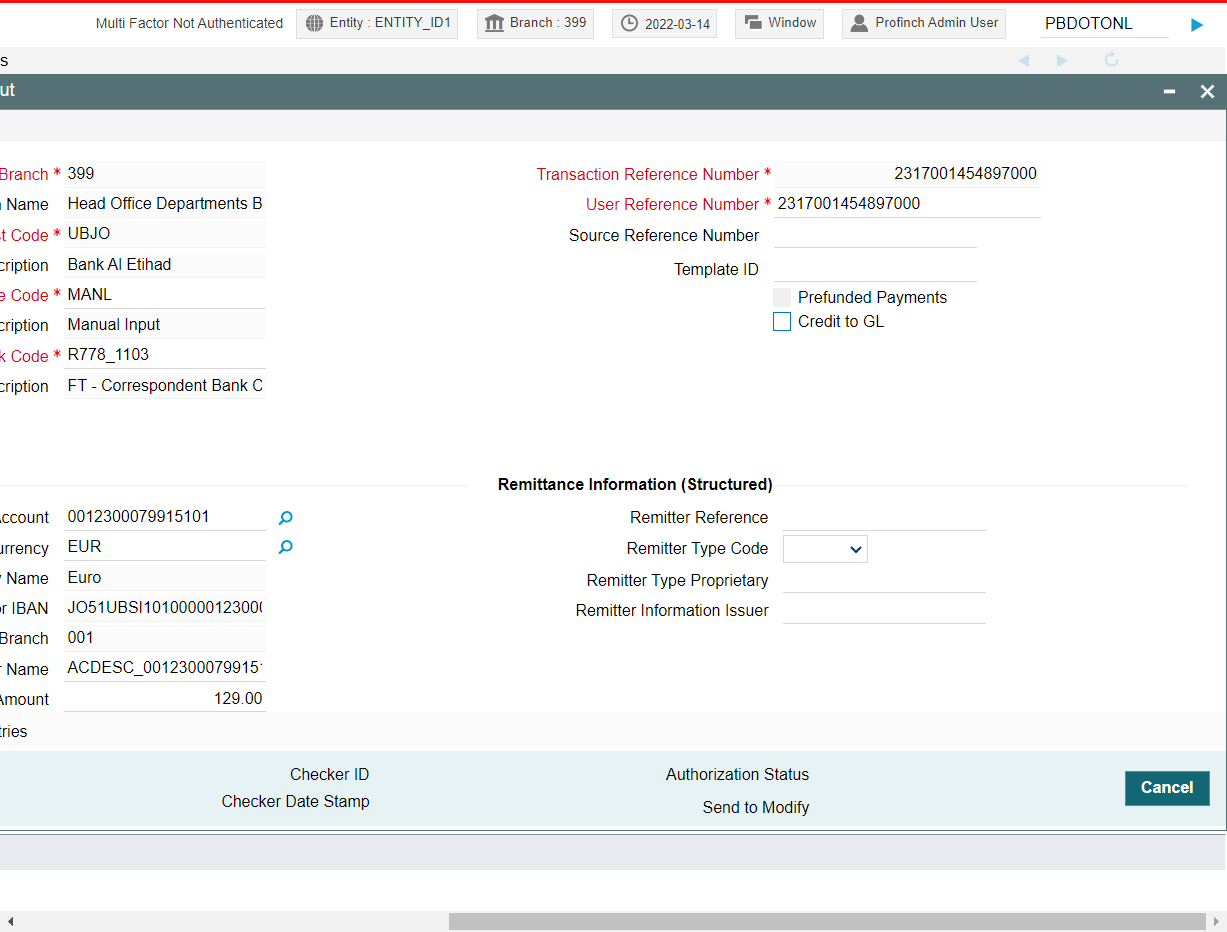 Multi Factor Not Authenticated Entity : ENTITY_ID1 Branch : 399 2022-03-14 Window Profinch Admin User PBDOTONL
s
ut
Branch * 399
Name Head Office Departments B
t Code * UBJO
cription Bank Al Etihad
e Code * MANL
cription Manual Input
k Code * R778_1103
cription FT - Correspondent Bank C
Transaction Reference Number * 2317001454897000
User Reference Number * 2317001454897000
Source Reference Number
Template ID
Prefunded Payments
Credit to GL
Account 0012300079915101
urrency EUR
y Name Euro
or IBAN JO51UBSI1010000012300
Branch 001
r Name ACDESC_0012300079915
Amount 129.00
Remittance Information (Structured)
Remitter Reference
Remitter Type Code
Remitter Type Proprietary
Remitter Information Issuer
tries
Checker ID
Checker Date Stamp
Authorization Status
Send to Modify
Cancel